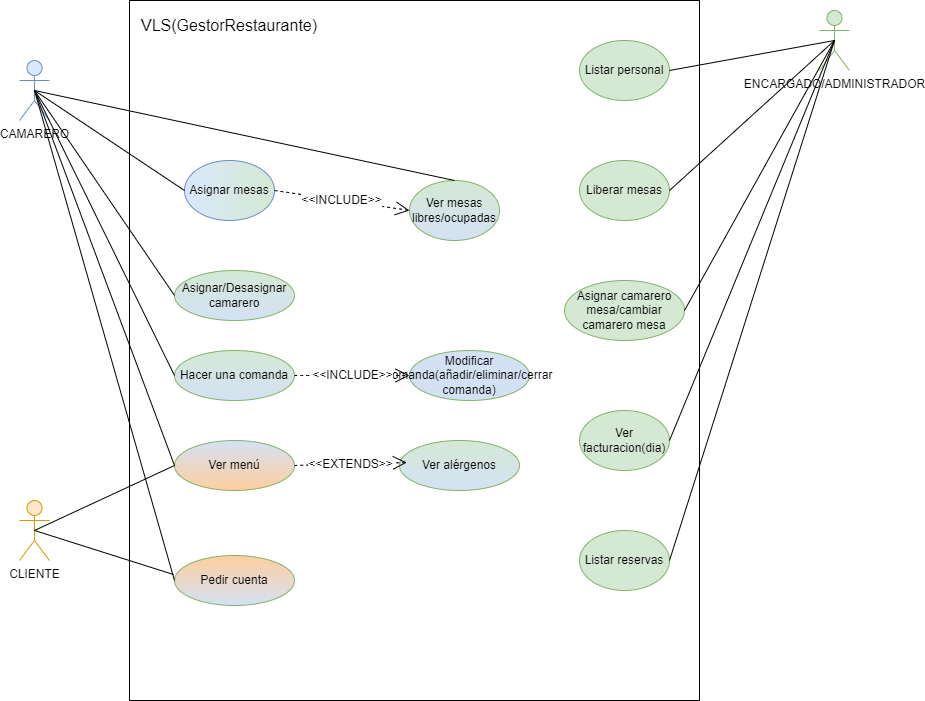 VLS(GestorRestaurante)
Listar personal
ENCARGADO/ADMINISTRADOR
CAMARERO
Asignar mesas
<<INCLUDE>>
Ver mesas
libres/ocupadas
Liberar mesas
Asignar/Desasignar
camarero
Asignar camarero
mesa/cambiar
camarero mesa
Hacer una comanda
<<INCLUDE>>
Modificar
omanda(añadir/eliminar/cerrar
comanda)
Ver menú
<<EXTENDS>>
Ver alérgenos
Ver
facturacion(dia)
CLIENTE
Pedir cuenta
Listar reservas